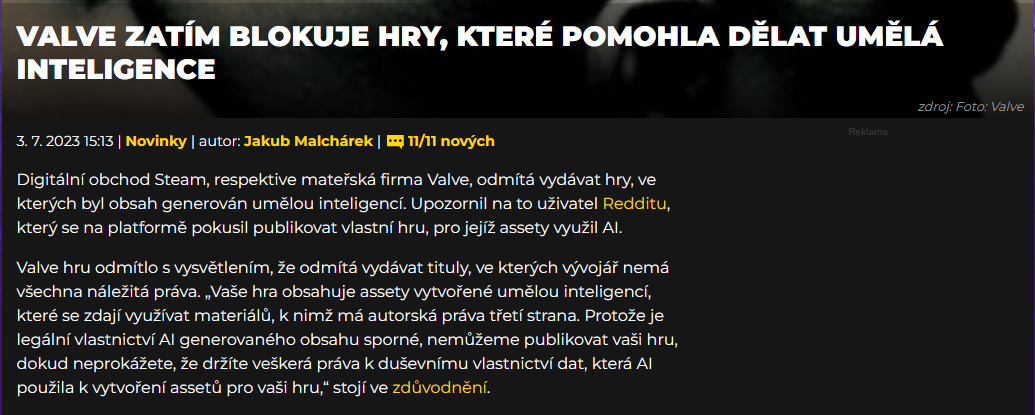 VALVE ZATÍM BLOKUJE HRY, KTERÉ POMOHLA DĚLAT UMĚLÁ
INTELIGENCE
zdroj: Foto: Valve
3. 7. 2023 15:13 | Novinky | autor: Jakub Malchárek | 11/11 nových
Reklama
Digitální obchod Steam, respektive mateřská firma Valve, odmítá vydávat hry, ve
kterých byl obsah generován umělou inteligencí. Upozornil na to uživatel Redditu,
který se na platformě pokusil publikovat vlastní hru, pro jejíž assety využil AI.
Valve hru odmítlo s vysvětlením, že odmítá vydávat tituly, ve kterých vývojář nemá
všechna náležitá práva. „Vaše hra obsahuje assety vytvořené umělou inteligencí,
které se zdají využívat materiálů, k nimž má autorská práva třetí strana. Protože je
legální vlastnictví AI generovaného obsahu sporné, nemůžeme publikovat vaši hru,
dokud neprokážete, že držíte veškerá práva k duševnímu vlastnictví dat, která AI
použila k vytvoření assetů pro vaši hru,“ stojí ve zdůvodnění.